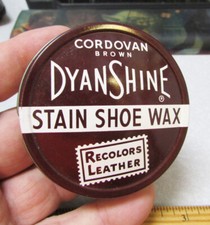 CORDOVAN
BROWN
DYANSHINE
®
STAIN SHOE WAX
RECOLORS
LEATHER